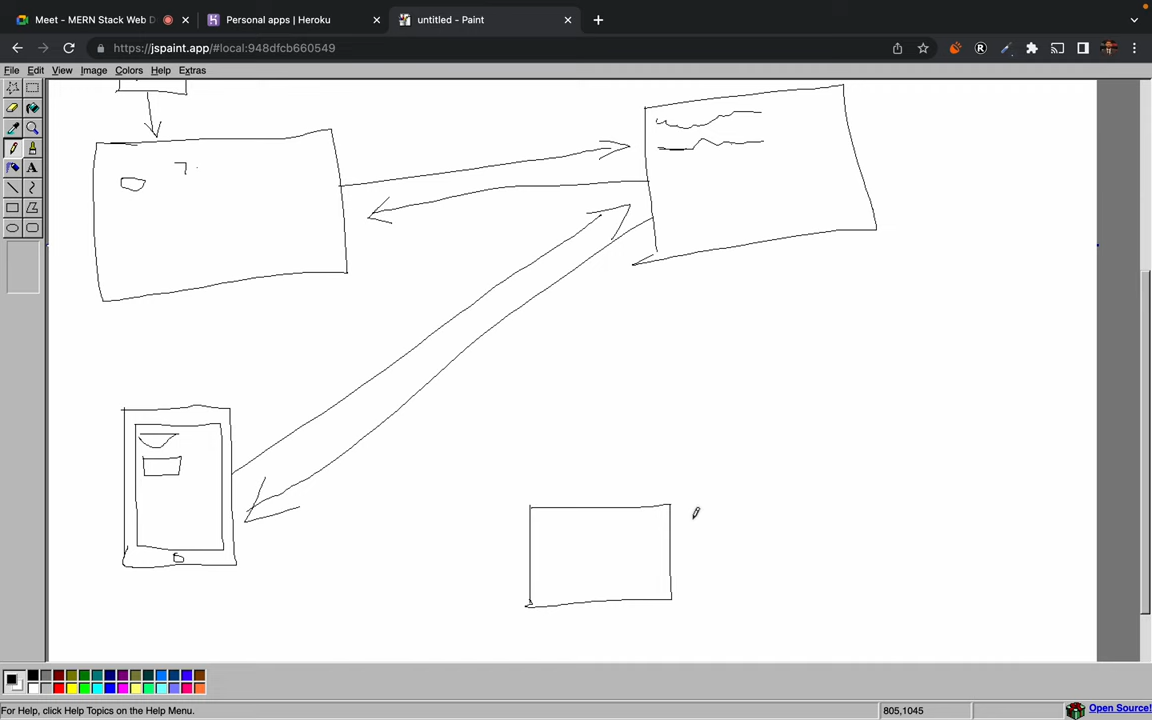 Meet - MERN Stack Web D
Personal apps | Heroku
untitled - Paint
https://jspaint.app/#local:948dfcb660549
File Edit View Image Colors Help Extras
For Help, click Help Topics on the Help Menu.
805,1045
Open Source!